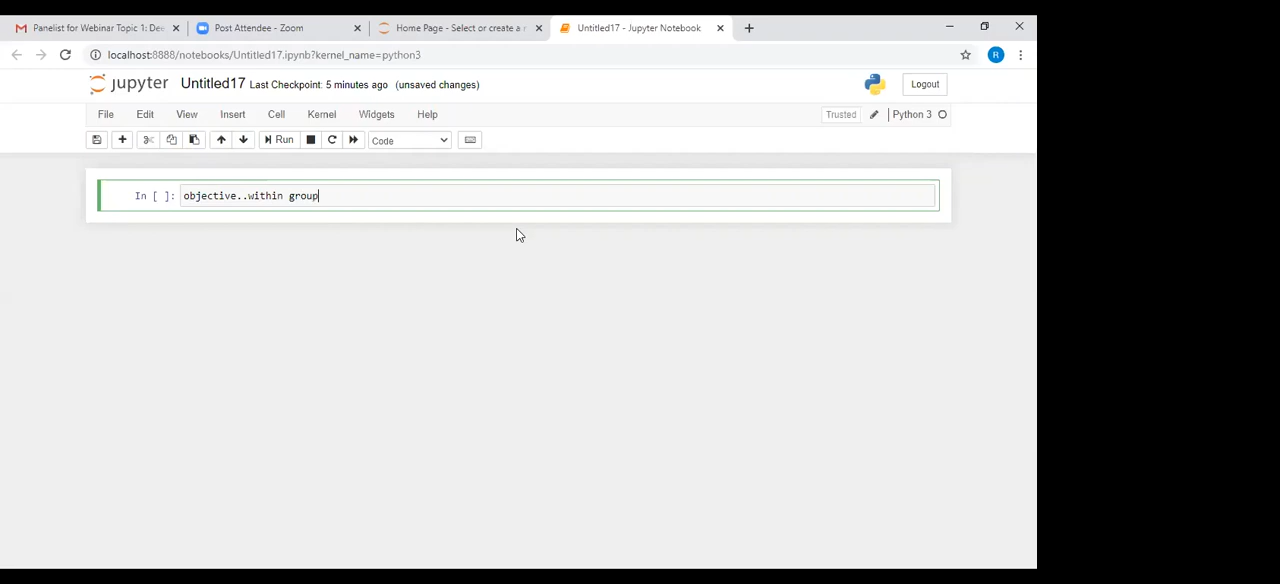 Panelist for Webinar Topic 1: Dee
Post Attendee - Zoom
Home Page - Select or create a n
Untitled17 - Jupyter Notebook
localhost:8888/notebooks/Untitled17.ipynb?kernel_name=python3
R
jupyter Untitled17 Last Checkpoint: 5 minutes ago (unsaved changes)
Logout
File Edit View Insert Cell Kernel Widgets Help
Trusted Python 3
Run Code
In [ ]: objective..within group